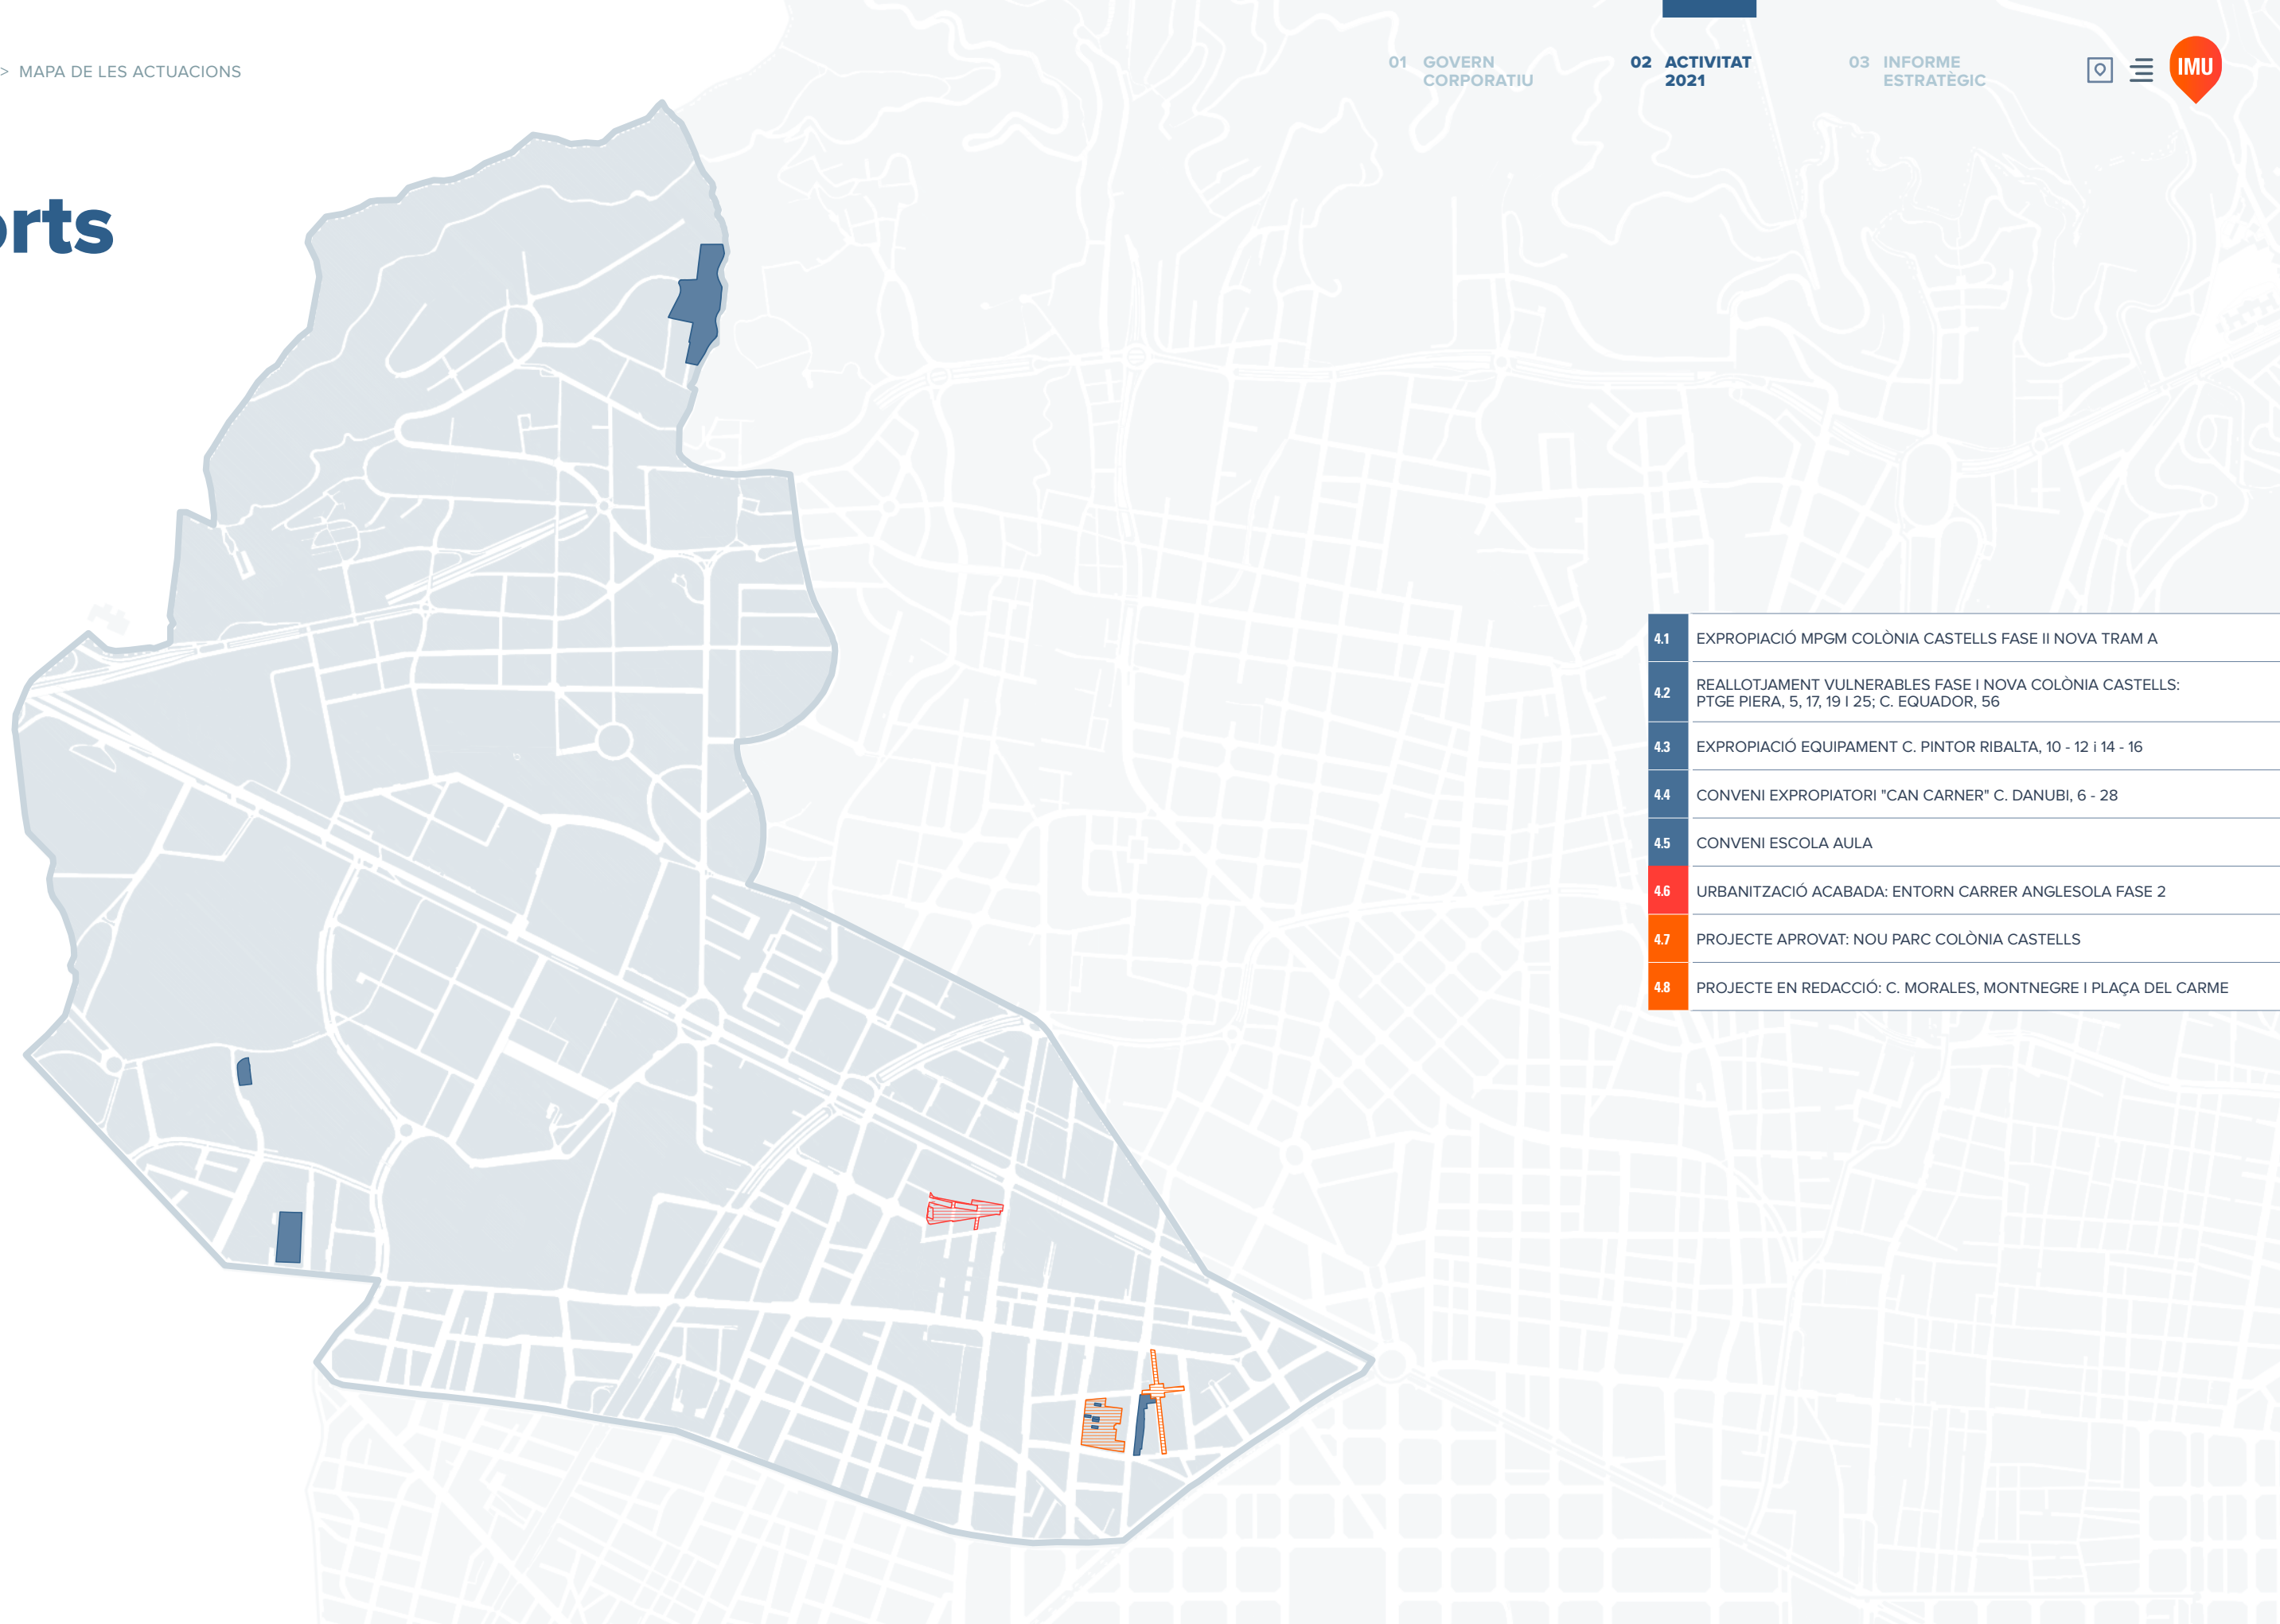 > MAPA DE LES ACTUACIONS
01 GOVERN
CORPORATIU
02 ACTIVITAT
2021
03 INFORME
ESTRATÈGIC
IMU
rts
4.1 EXPROPIACIÓ MPGM COLÒNIA CASTELLS FASE II NOVA TRAM A
4.2 REALLOTJAMENT VULNERABLES FASE I NOVA COLÒNIA CASTELLS:
PTGE PIERA, 5, 17, 19 I 25; C. EQUADOR, 56
4.3 EXPROPIACIÓ EQUIPAMENT C. PINTOR RIBALTA, 10 - 12 i 14 - 16
4.4 CONVENI EXPROPIATORI "CAN CARNER" C. DANUBI, 6 - 28
4.5 CONVENI ESCOLA AULA
4.6 URBANITZACIÓ ACABADA: ENTORN CARRER ANGLESOLA FASE 2
4.7 PROJECTE APROVAT: NOU PARC COLÒNIA CASTELLS
4.8 PROJECTE EN REDACCIÓ: C. MORALES, MONTNEGRE I PLAÇA DEL CARME